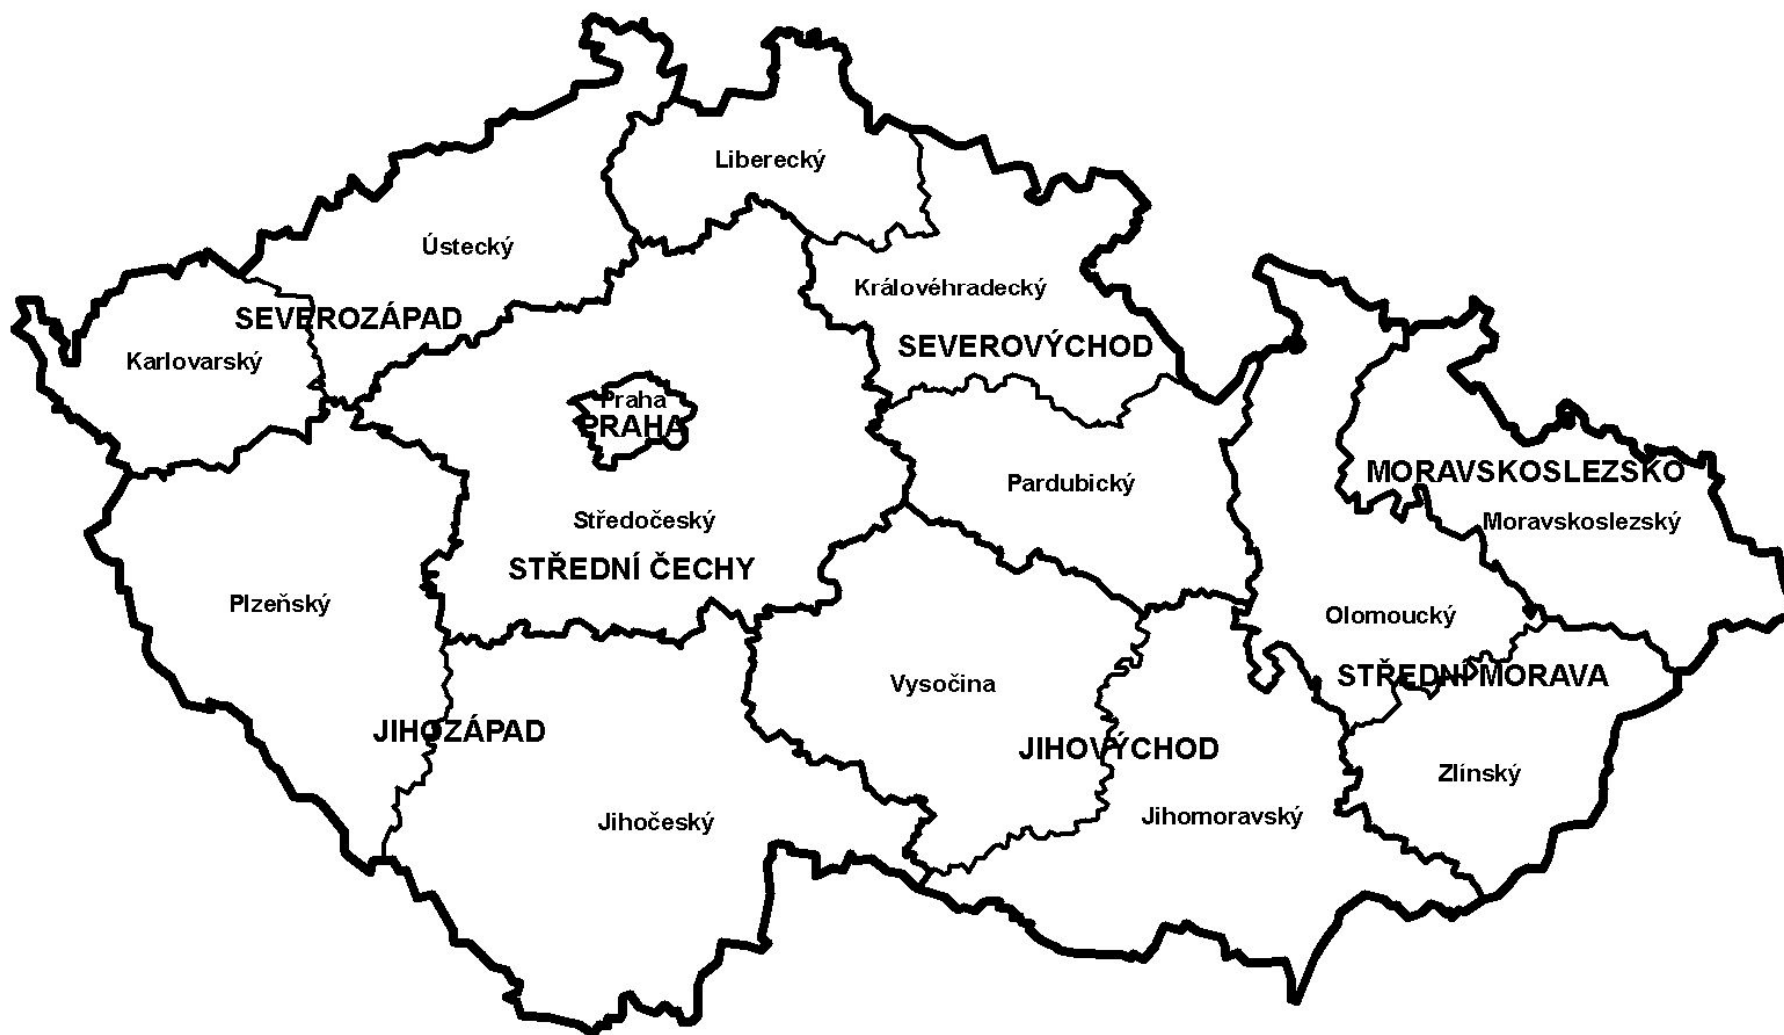 Liberecký
Ústecký
Královéhradecký
SEVEROZÁPAD
SEVEROVÝCHOD
Karlovarský
Praha
PRAHA
MORAVSKOSLEZSKO
Pardubický
Středočeský
Moravskoslezský
STŘEDNÍ ČECHY
Plzeňský
Olomoucký
Vysočina
STŘEDNÍ MORAVA
JIHOZÁPAD
JIHOVÝCHOD
Zlínský
Jihočeský
Jihomoravský